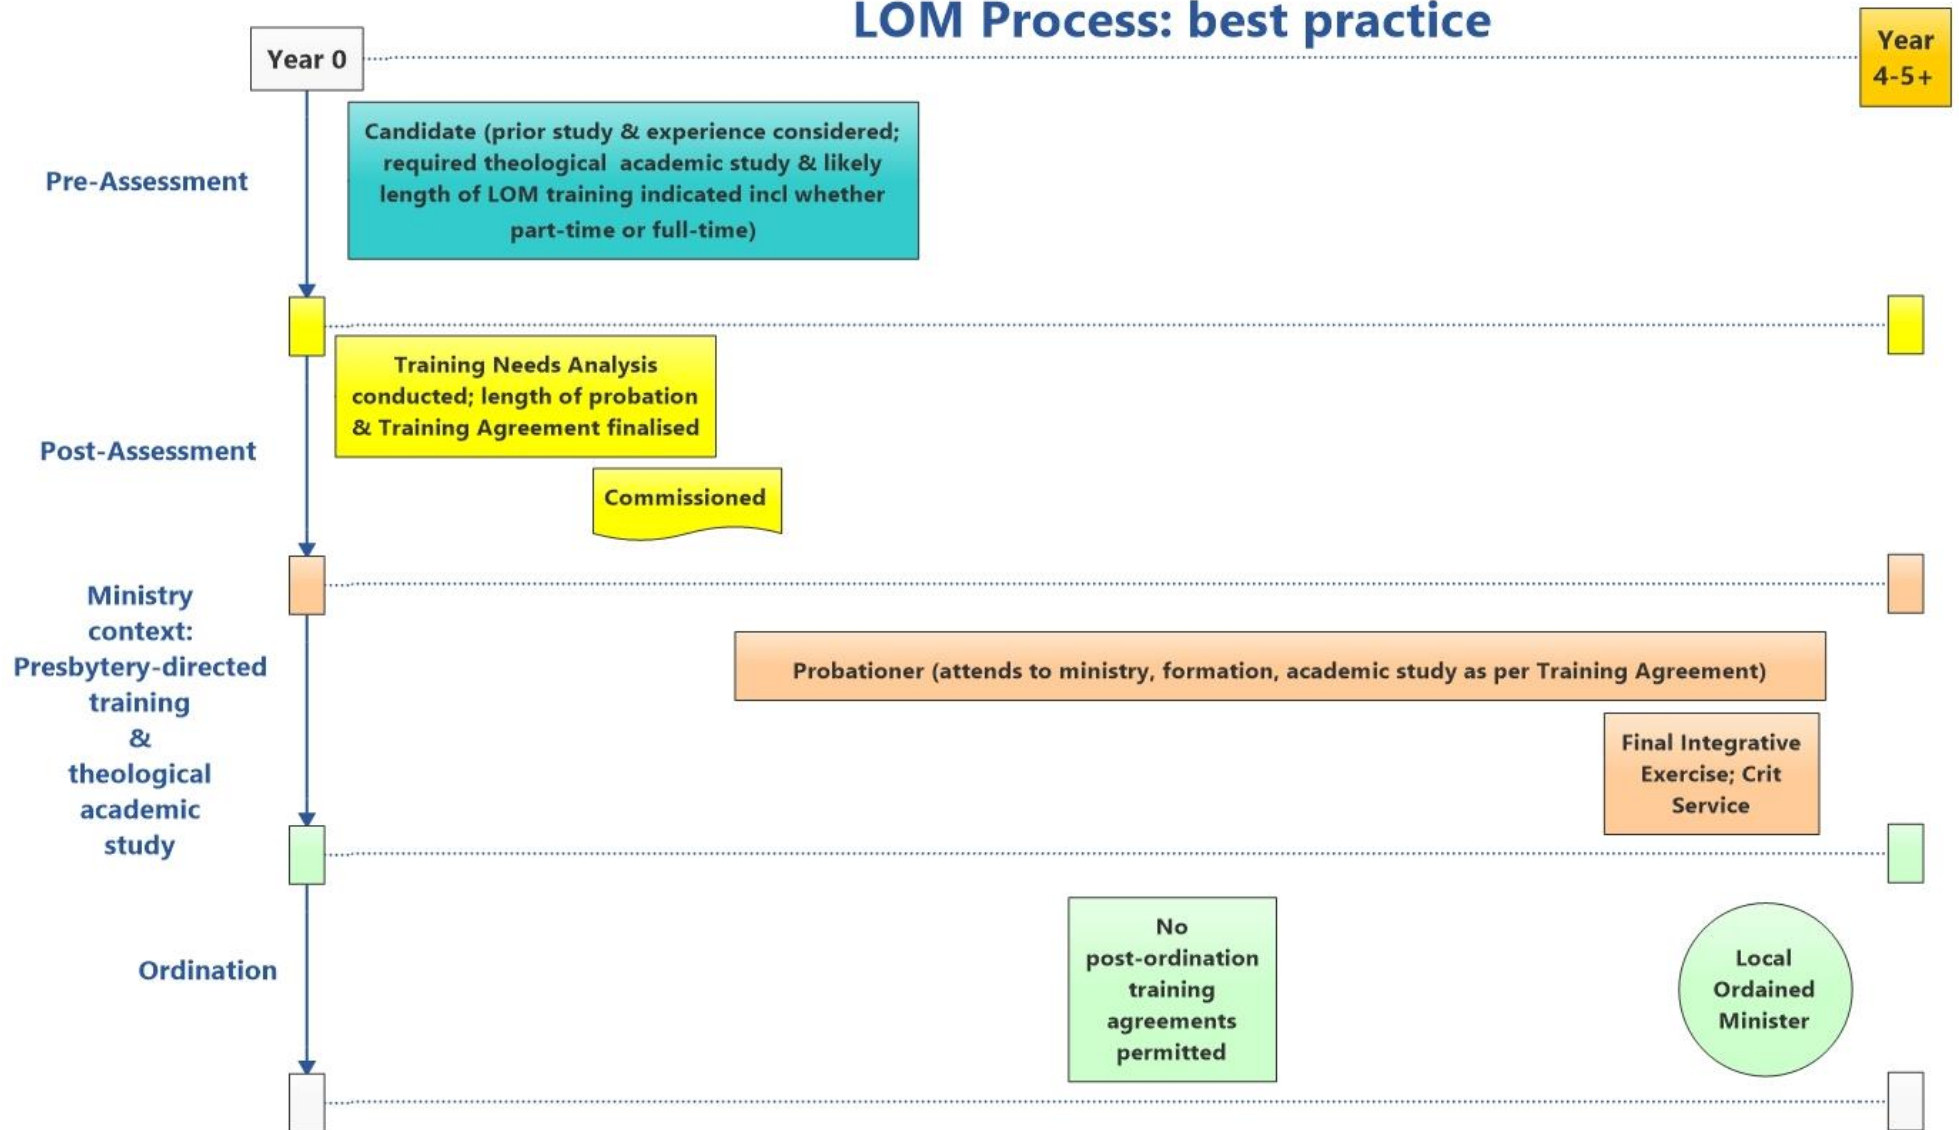 LOM Process: best practice
Year 0
Year
4-5+
Pre-Assessment
Candidate (prior study & experience considered;
required theological academic study & likely
length of LOM training indicated incl whether
part-time or full-time)
Post-Assessment
Training Needs Analysis
conducted; length of probation
& Training Agreement finalised
Commissioned
Ministry
context:
Presbytery-directed
training
&
theological
academic
study
Probationer (attends to ministry, formation, academic study as per Training Agreement)
Final Integrative
Exercise; Crit
Service
Ordination
No
post-ordination
training
agreements
permitted
Local
Ordained
Minister